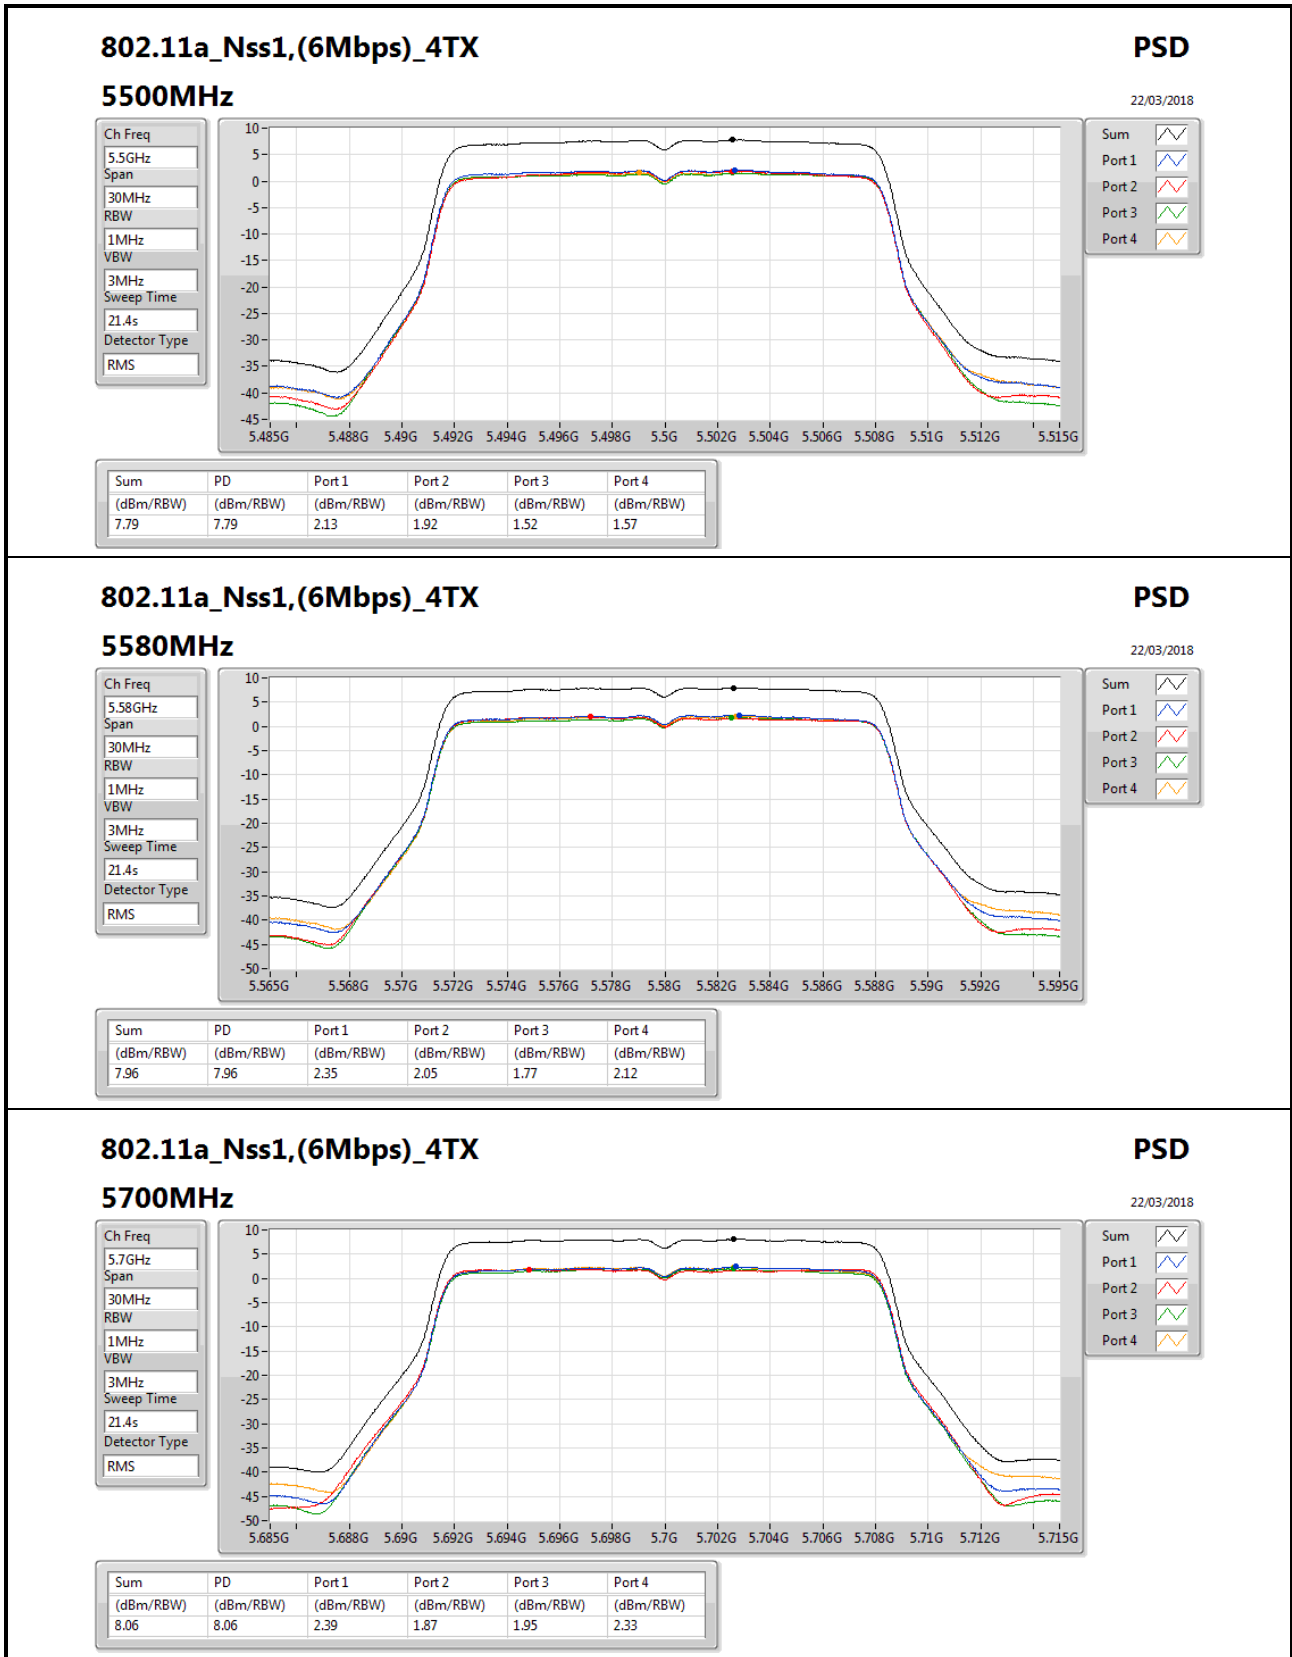 802.11a_Nss1,(6Mbps)_4TX PSD
5500MHz 22/03/2018
Ch Freq
5.5GHz
Span
30MHz
RBW
1MHz
VBW
3MHz
Sweep Time
21.4s
Detector Type
RMS
10
5
0
-5
-10
-15
-20
-25
-30
-35
-40
-45
5.485G 5.488G 5.49G 5.492G 5.494G 5.496G 5.498G 5.5G 5.502G 5.504G 5.506G 5.508G 5.51G 5.512G 5.515G
Sum
Port 1
Port 2
Port 3
Port 4
Sum PD Port 1 Port 2 Port 3 Port 4
(dBm/RBW) (dBm/RBW) (dBm/RBW) (dBm/RBW) (dBm/RBW) (dBm/RBW)
7.79 7.79 2.13 1.92 1.52 1.57
802.11a_Nss1,(6Mbps)_4TX PSD
5580MHz 22/03/2018
Ch Freq
5.58GHz
Span
30MHz
RBW
1MHz
VBW
3MHz
Sweep Time
21.4s
Detector Type
RMS
10
5
0
-5
-10
-15
-20
-25
-30
-35
-40
-45
-50
5.565G 5.568G 5.57G 5.572G 5.574G 5.576G 5.578G 5.58G 5.582G 5.584G 5.586G 5.588G 5.59G 5.592G 5.595G
Sum
Port 1
Port 2
Port 3
Port 4
Sum PD Port 1 Port 2 Port 3 Port 4
(dBm/RBW) (dBm/RBW) (dBm/RBW) (dBm/RBW) (dBm/RBW) (dBm/RBW)
7.96 7.96 2.35 2.05 1.77 2.12
802.11a_Nss1,(6Mbps)_4TX PSD
5700MHz 22/03/2018
Ch Freq
5.7GHz
Span
30MHz
RBW
1MHz
VBW
3MHz
Sweep Time
21.4s
Detector Type
RMS
10
5
0
-5
-10
-15
-20
-25
-30
-35
-40
-45
-50
5.685G 5.688G 5.69G 5.692G 5.694G 5.696G 5.698G 5.7G 5.702G 5.704G 5.706G 5.708G 5.71G 5.712G 5.715G
Sum
Port 1
Port 2
Port 3
Port 4
Sum PD Port 1 Port 2 Port 3 Port 4
(dBm/RBW) (dBm/RBW) (dBm/RBW) (dBm/RBW) (dBm/RBW) (dBm/RBW)
8.06 8.06 2.39 1.87 1.95 2.33